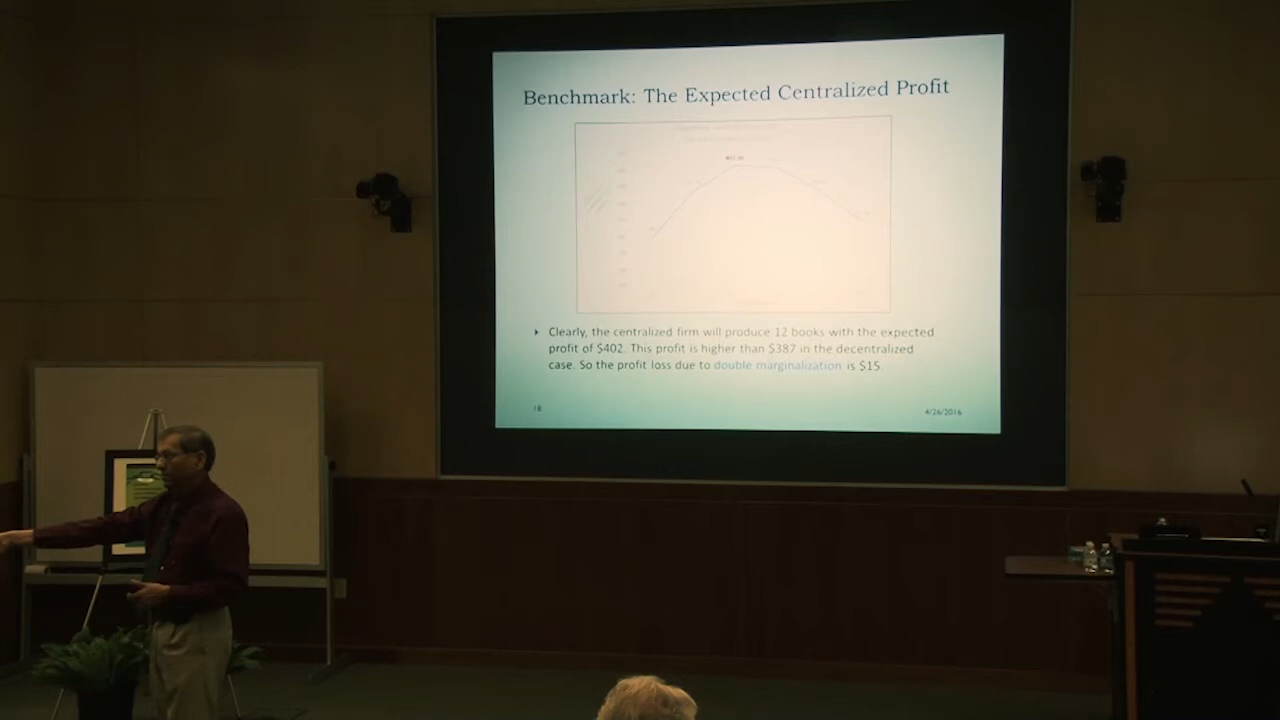 Benchmark: The Expected Centralized Profit
Clearly, the centralized firm will produce 12 books with the expected
profit of $402. This profit is higher than $387 in the decentralized
case. So the profit loss due to double marginalization is $15.
18
4/26/2016